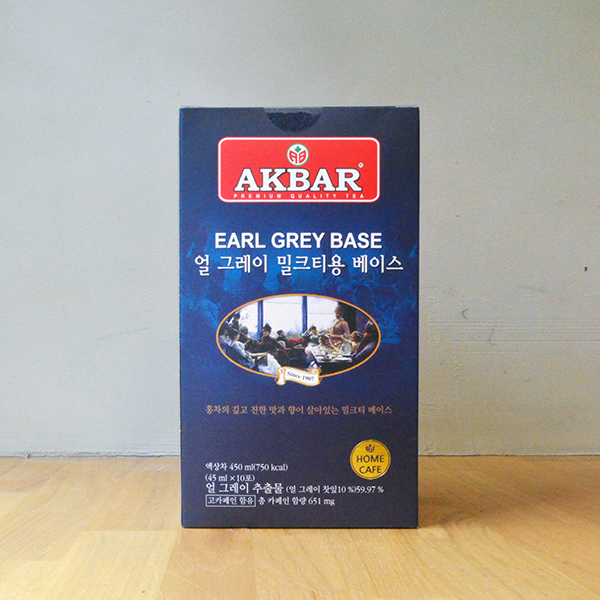 AKBAR
PREMIUM QUALITY TEA
EARL GREY BASE
얼 그레이 밀크티용 베이스
Since 1907
홍차의 깊고 진한 맛과 향이 살아있는 밀크티 베이스
HOME
CAFE
액상차 450 ml(750 kcal)
(45 ml×10포)
얼 그레이 추출물 (얼 그레이 찻잎10 %)59.97 %
고카페인 함유 총 카페인 함량 651 mg